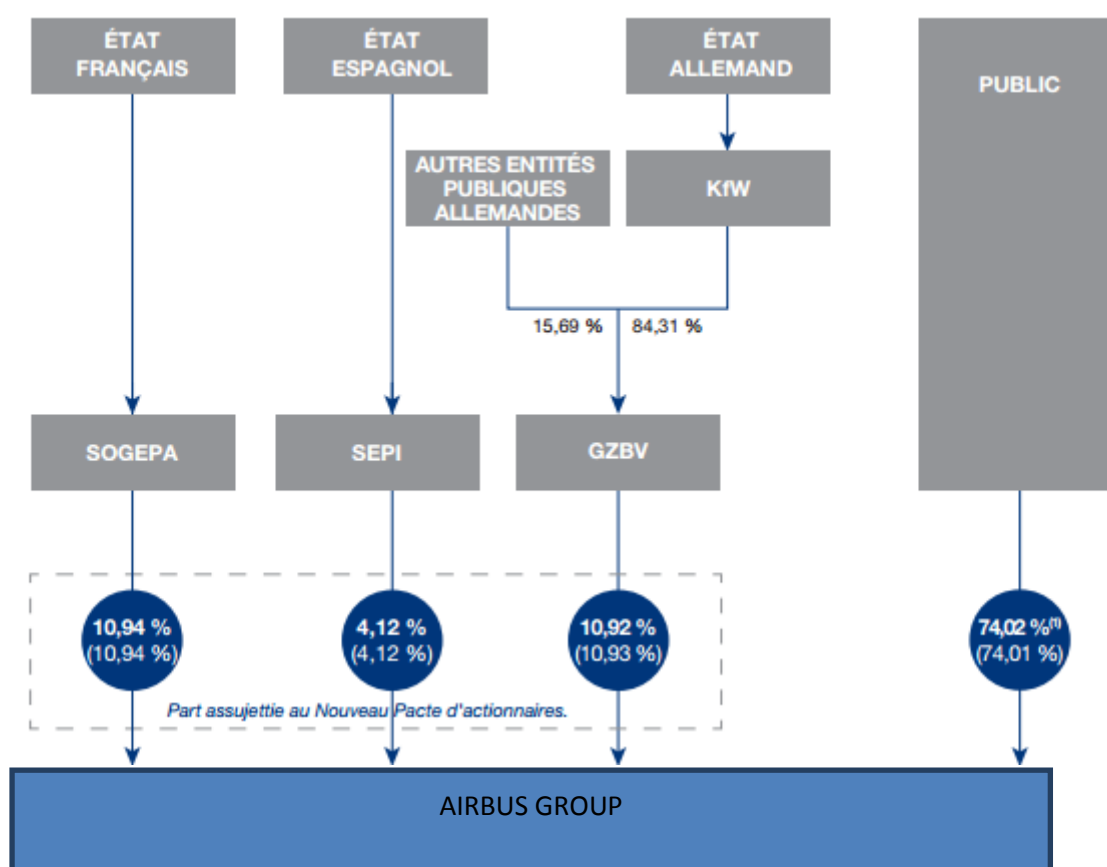 ÉTAT
FRANÇAIS
ÉTAT
ESPAGNOL
ÉTAT
ALLEMAND
PUBLIC
AUTRES ENTITÉS
PUBLIQUES
ALLEMANDES
KfW
15,69 %
84,31 %
SOGEPA
SEPI
GZBV
10,94 %
(10,94 %)
4,12 %
(4,12 %)
10,92 %
(10,93 %)
74,02 %(1)
(74,01 %)
Part assujettie au Nouveau Pacte d'actionnaires.
AIRBUS GROUP